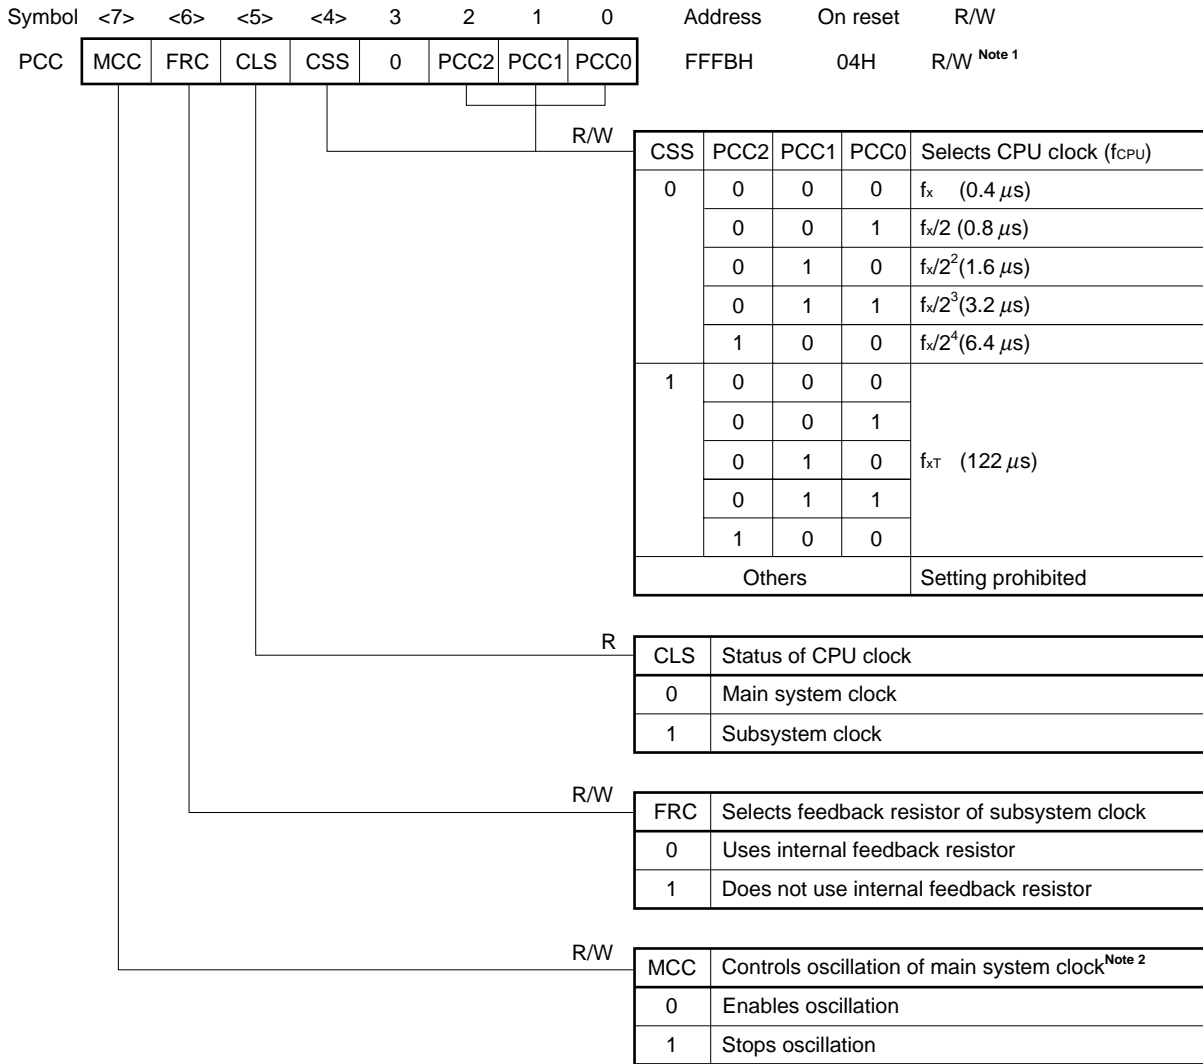 Symbol <7> <6> <5> <4> 3 2 1 0 Address On reset R/W
PCC MCC FRC CLS CSS 0 PCC2 PCC1 PCC0 FFFBH 04H R/W Note 1
R/W
CSS PCC2 PCC1 PCC0 Selects CPU clock (fCPU)
0 0 0 0 fx (0.4 μs)
0 0 1 fx/2 (0.8 μs)
0 1 0 fx/2²(1.6 μs)
0 1 1 fx/2³(3.2 μs)
1 0 0 fx/2⁴(6.4 μs)
1 0 0 0
0 0 1
0 1 0 fxT (122 μs)
0 1 1
1 0 0
Others Setting prohibited
R
CLS Status of CPU clock
0 Main system clock
1 Subsystem clock
R/W
FRC Selects feedback resistor of subsystem clock
0 Uses internal feedback resistor
1 Does not use internal feedback resistor
R/W
MCC Controls oscillation of main system clock Note 2
0 Enables oscillation
1 Stops oscillation